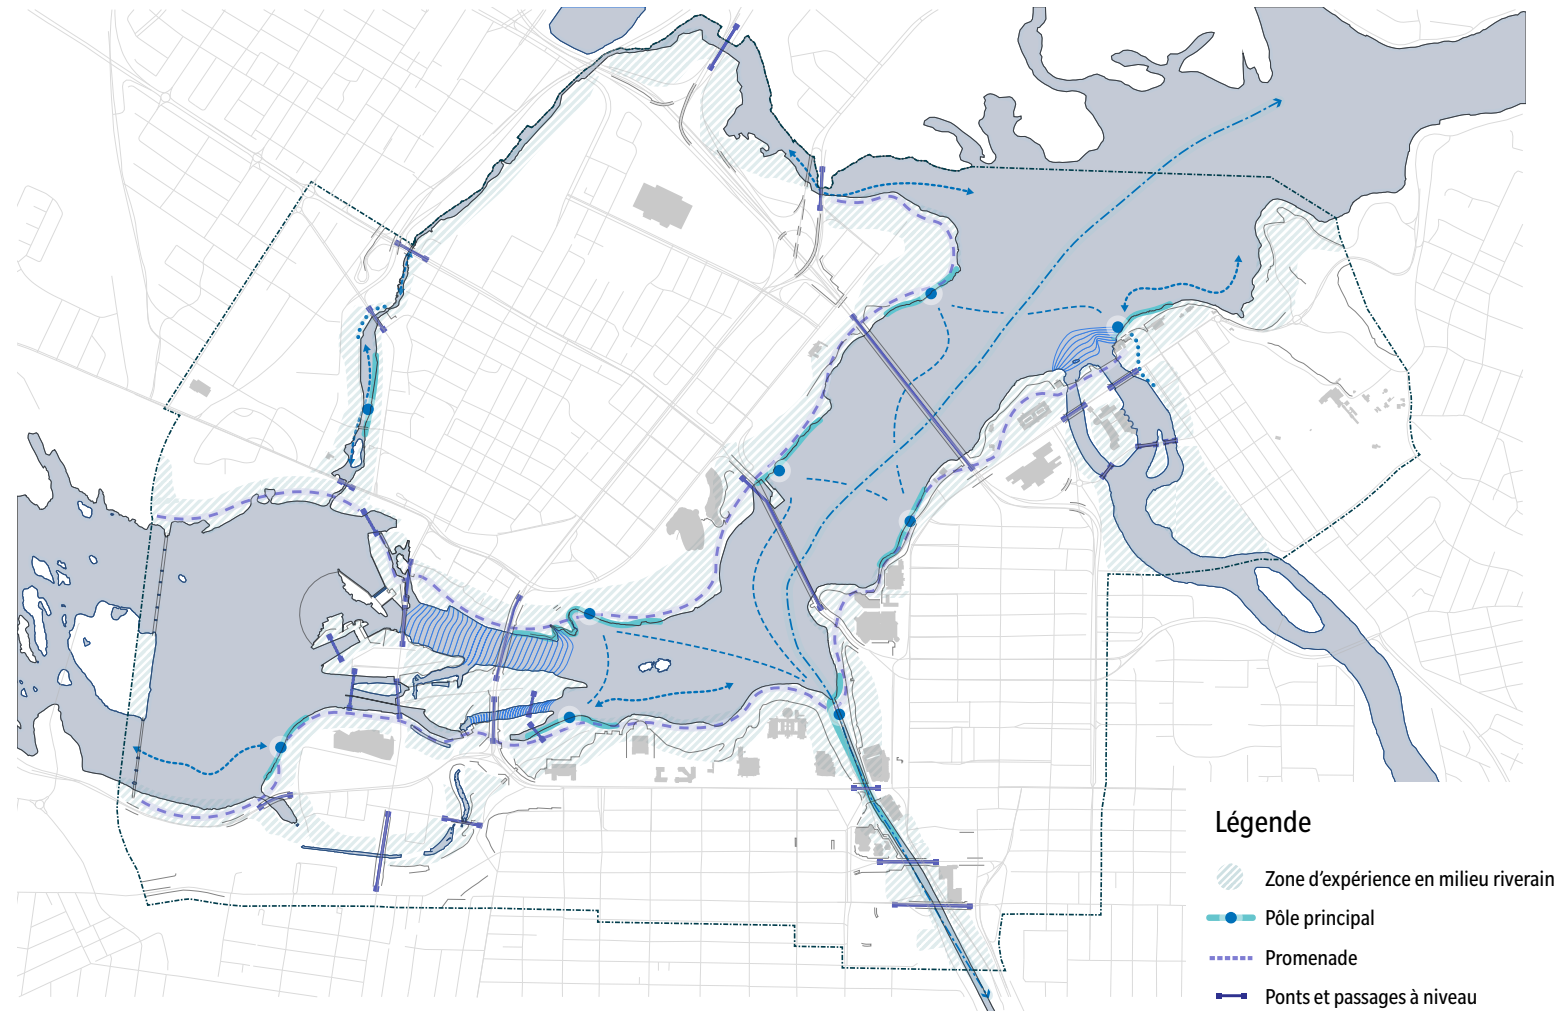 Légende
Zone d'expérience en milieu riverain
Pôle principal
Promenade
Ponts et passages à niveau